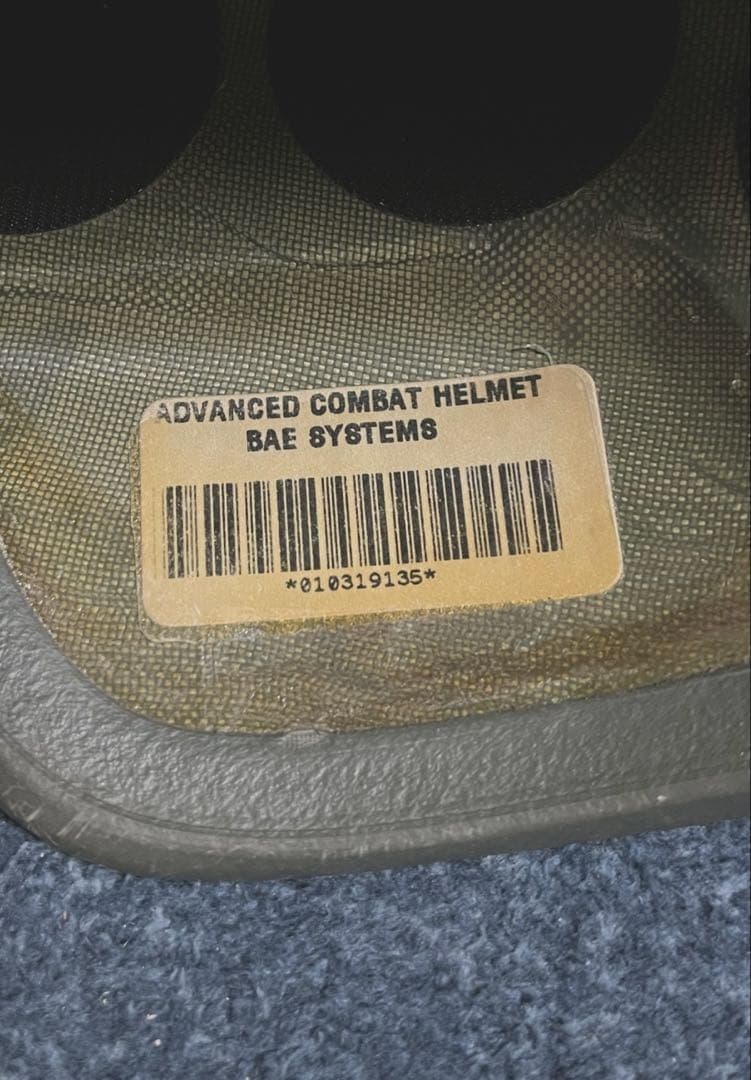 ADVANCED COMBAT HELMET
BAE SYSTEMS
*010319135*